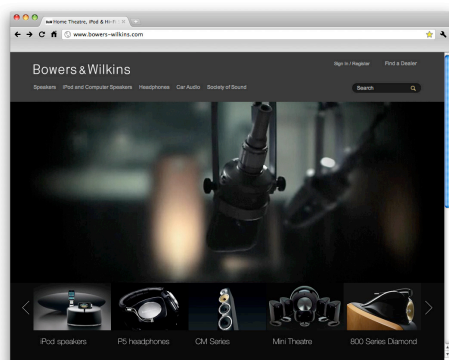 B&W Home Theatre, iPod & Hi-Fi
www.bowers-wilkins.com
Bowers & Wilkins
Sign in / Register
Find a Dealer
Speakers iPod and Computer Speakers Headphones Car Audio Society of Sound
Search
iPod speakers P5 headphones CM Series Mini Theatre 800 Series Diamond